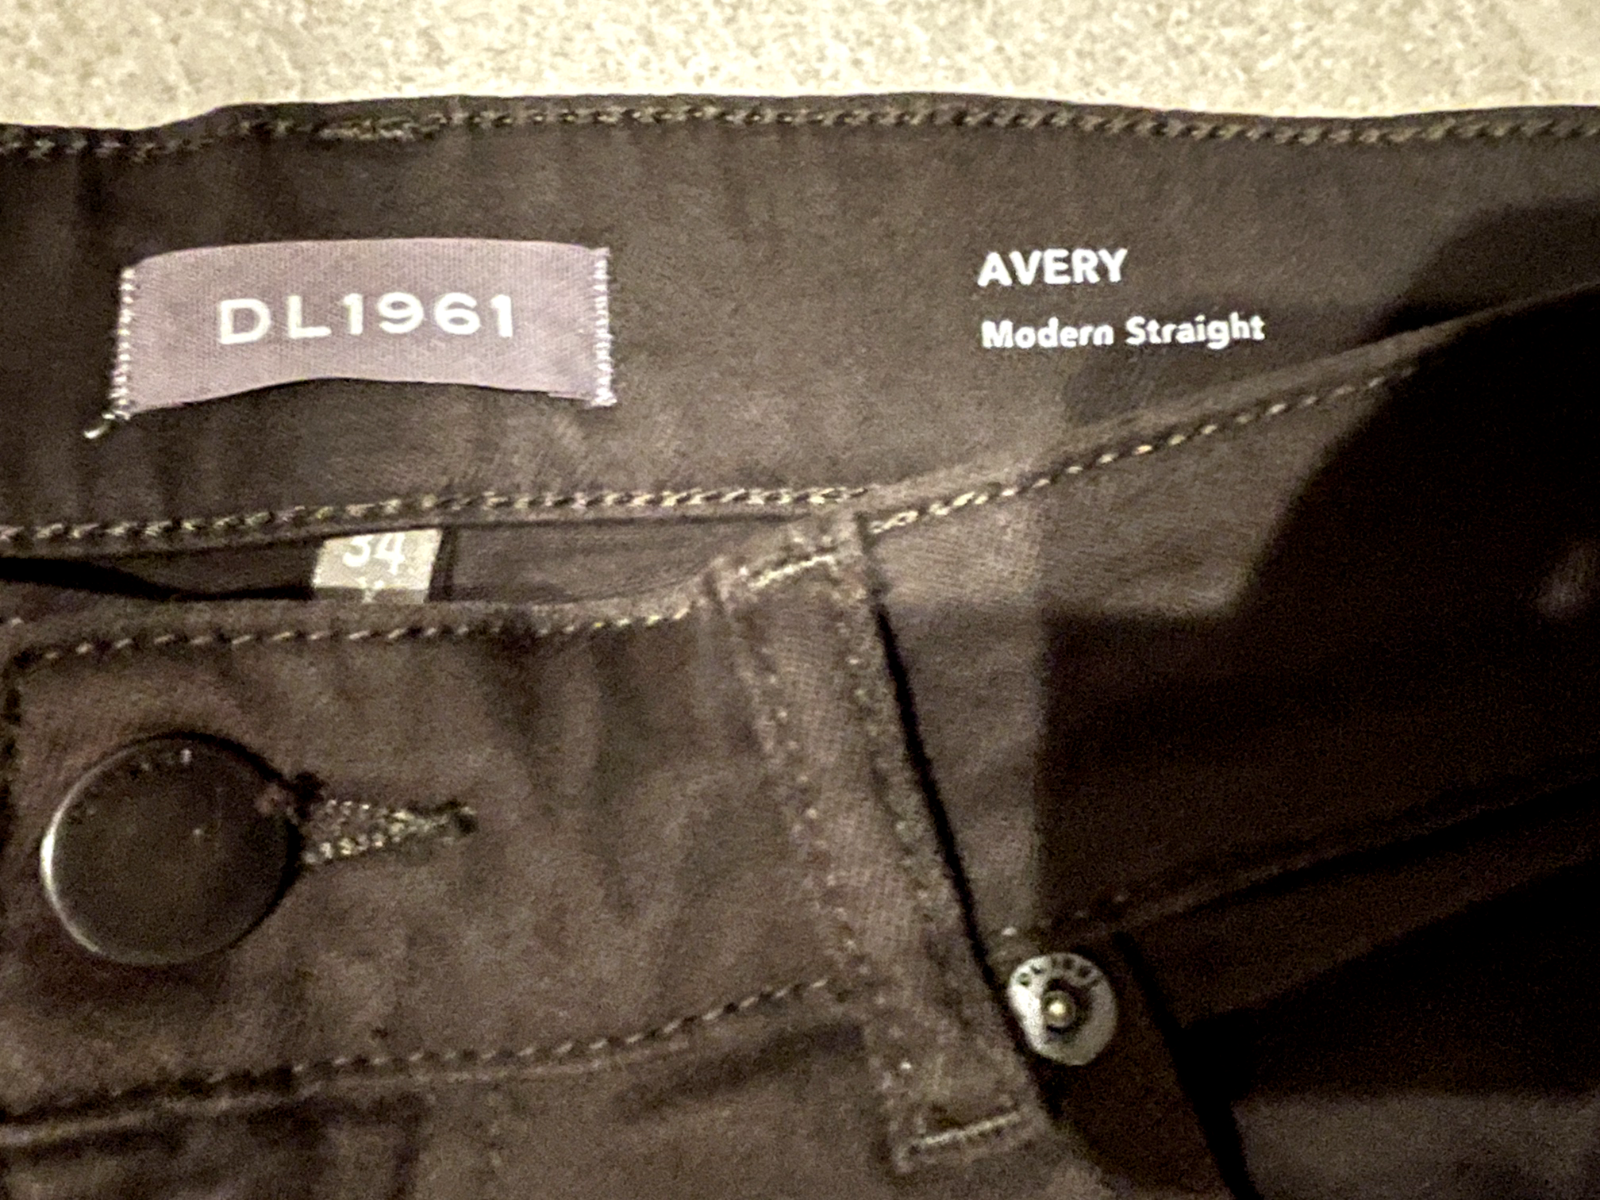 DL1961
AVERY
Modern Straight
34